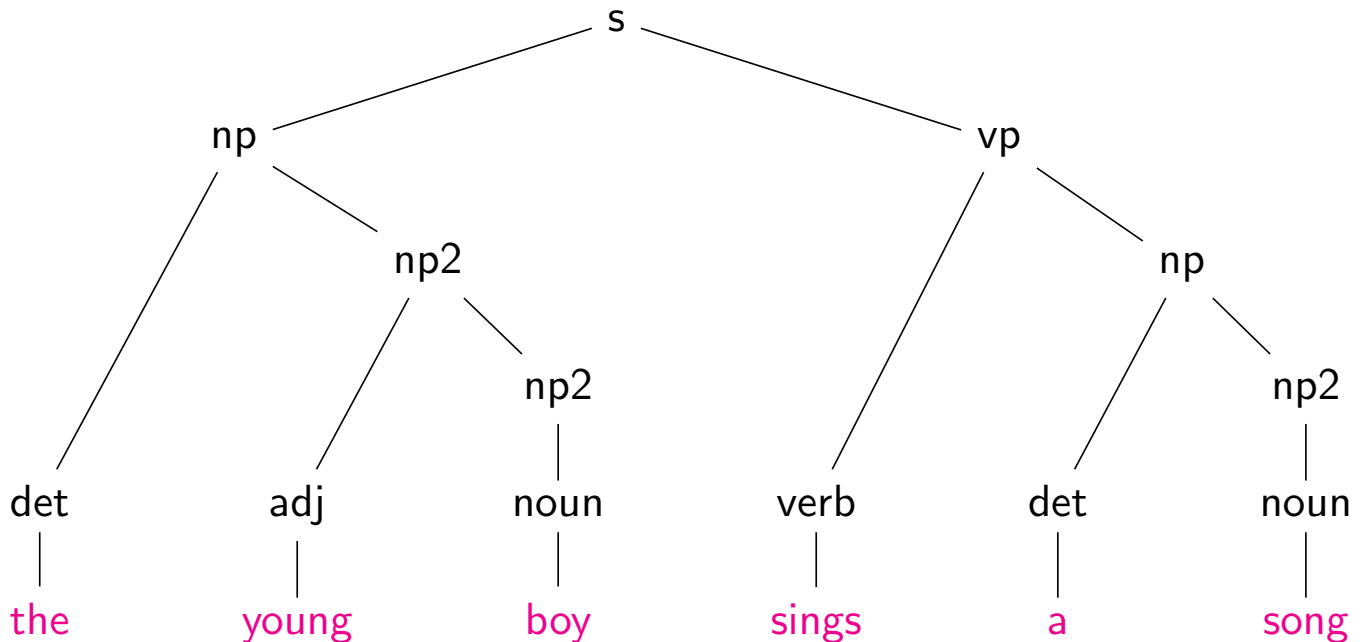 s
np vp
np2 np
np2 np2
det adj noun verb det noun
the young boy sings a song